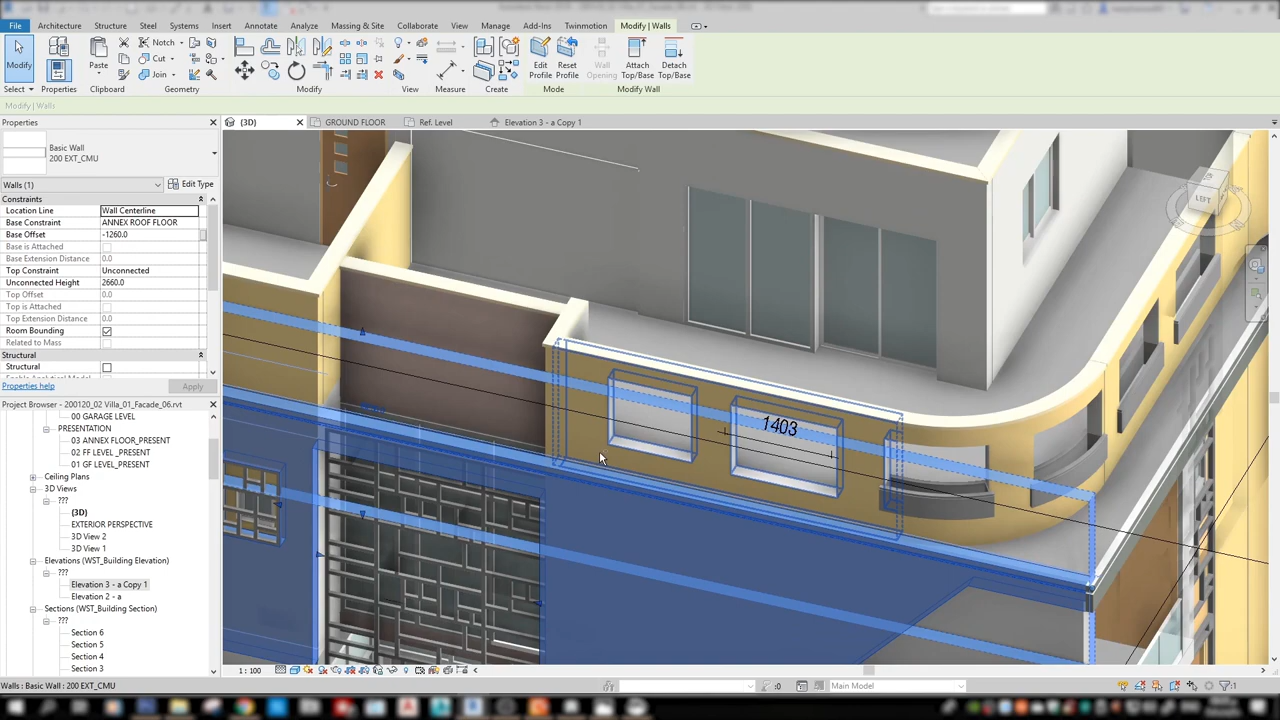 File Architecture Structure Steel Systems Insert Annotate Analyze Massing & Site Collaborate View Manage Add-Ins Twinmotion Modify | Walls
Modify
Properties
Paste
Notch
Cut
Join
Edit
Profile
Reset
Profile
Wall
Opening
Attach
Top/Base
Detach
Top/Base
Select Properties Clipboard Geometry Modify View Measure Create Mode Modify Wall
Modify | Walls
Properties
{3D} GROUND FLOOR Ref. Level Elevation 3 - a Copy 1
Basic Wall
200 EXT_CMU
Walls (1) Edit Type
Constraints
Location Line Wall Centerline
Base Constraint ANNEX ROOF FLOOR
Base Offset -1260.0
Base is Attached
Base Extension Distance 0.0
Top Constraint Unconnected
Unconnected Height 2660.0
Top Offset 0.0
Top is Attached
Top Extension Distance 0.0
Room Bounding
Related to Mass
Structural
Structural
Properties help Apply
Project Browser - 200120_02 Villa_01_Facade_06.rvt
00 GARAGE LEVEL
PRESENTATION
03 ANNEX FLOOR_PRESENT
02 FF LEVEL _PRESENT
01 GF LEVEL_PRESENT
Ceiling Plans
3D Views
???
{3D}
EXTERIOR PERSPECTIVE
3D View 2
3D View 1
Elevations (WST_Building Elevation)
???
Elevation 3 - a Copy 1
Elevation 2 - a
Sections (WST_Building Section)
???
Section 6
Section 5
Section 4
Section 3
LEFT
1403
1 : 100
Walls : Basic Wall : 200 EXT_CMU
:0
Main Model
:1